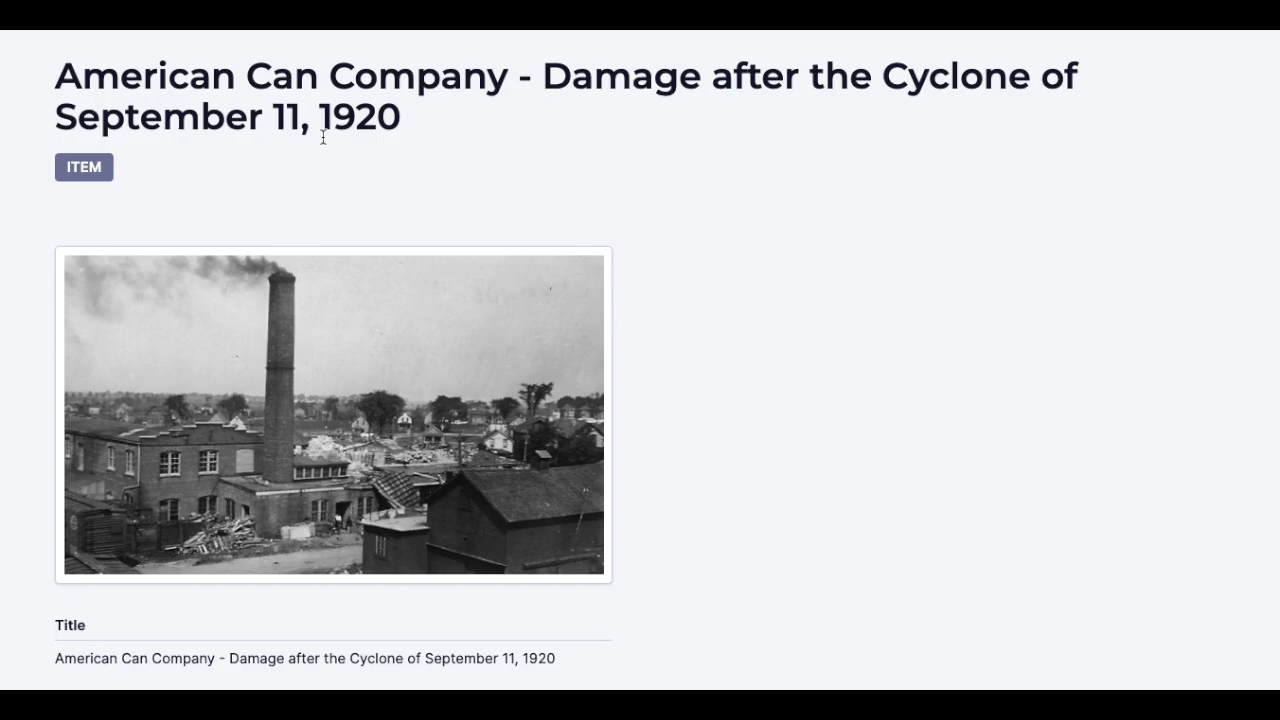 American Can Company - Damage after the Cyclone of
September 11, 1920
ITEM
Title
American Can Company - Damage after the Cyclone of September 11, 1920